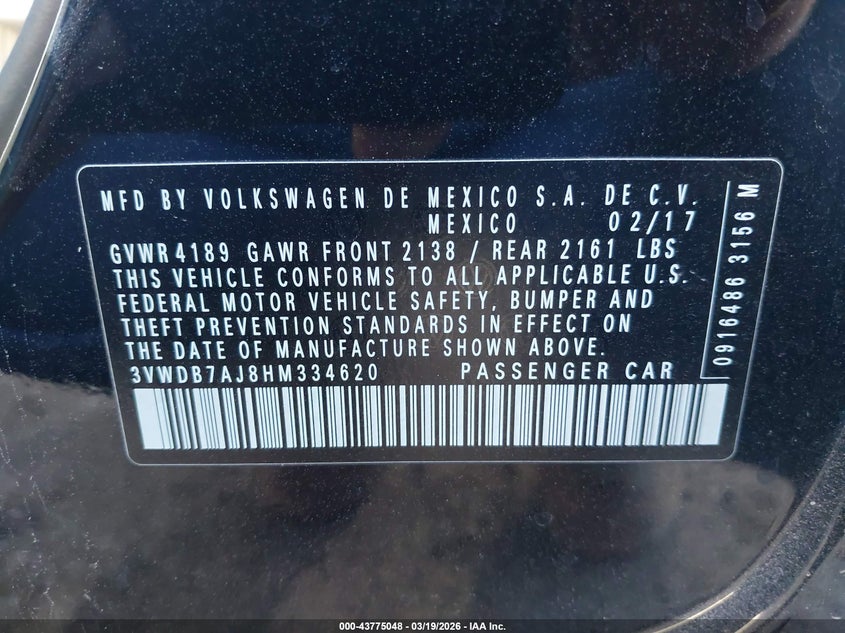 MFD BY VOLKSWAGEN DE MEXICO S.A. DE C.V.
MEXICO 02/17
GVWR 4189 GAWR FRONT 2138 / REAR 2161 LBS
THIS VEHICLE CONFORMS TO ALL APPLICABLE U.S.
FEDERAL MOTOR VEHICLE SAFETY, BUMPER AND
THEFT PREVENTION STANDARDS IN EFFECT ON
THE DATE OF MANUFACTURE SHOWN ABOVE.
3VWDB7AJ8HM334620 PASSENGER CAR
0916486 3156 M
000-43775048 - 03/19/2026 - IAA Inc.